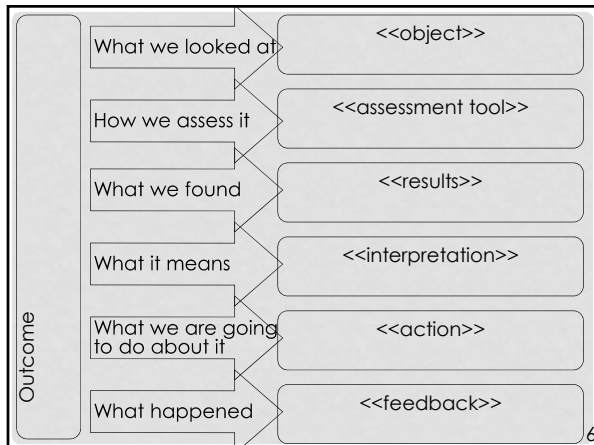 Outcome
What we looked at
<<object>>
How we assess it
<<assessment tool>>
What we found
<<results>>
What it means
<<interpretation>>
What we are going
to do about it
<<action>>
What happened
<<feedback>>
6